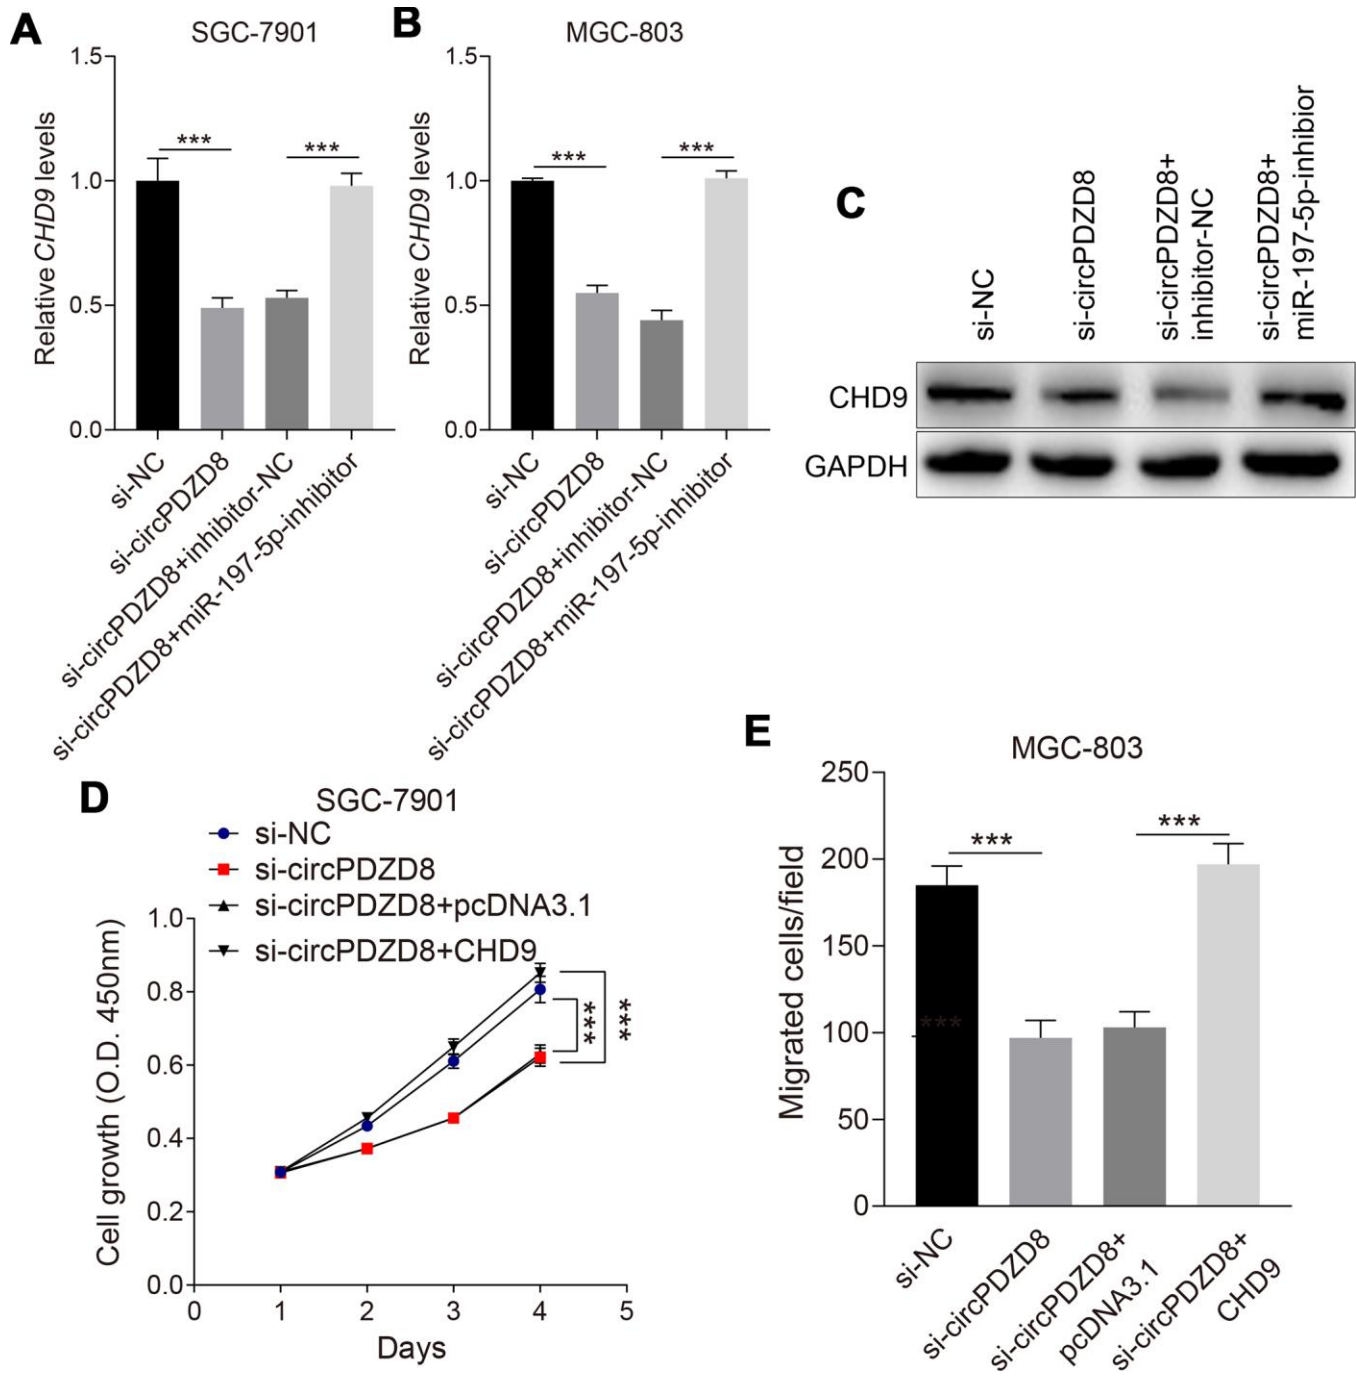 A
SGC-7901
Relative CHD9 levels
1.5
1.0
0.5
0.0
***
***
si-NC
si-circPDZD8
si-circPDZD8+inhibitor-NC
si-circPDZD8+miR-197-5p-inhibitor
B
MGC-803
Relative CHD9 levels
1.5
1.0
0.5
0.0
***
***
si-NC
si-circPDZD8
si-circPDZD8+inhibitor-NC
si-circPDZD8+miR-197-5p-inhibitor
C
si-NC
si-circPDZD8
si-circPDZD8+
inhibitor-NC
si-circPDZD8+
miR-197-5p-inhibior
CHD9
GAPDH
D
SGC-7901
si-NC
si-circPDZD8
si-circPDZD8+pcDNA3.1
si-circPDZD8+CHD9
Cell growth (O.D. 450nm)
1.0
0.8
0.6
0.4
0.2
0.0
***
***
0 1 2 3 4 5
Days
E
MGC-803
Migrated cells/field
250
200
150
100
50
0
***
***
***
si-NC
si-circPDZD8
si-circPDZD8+
pcDNA3.1
si-circPDZD8+
CHD9